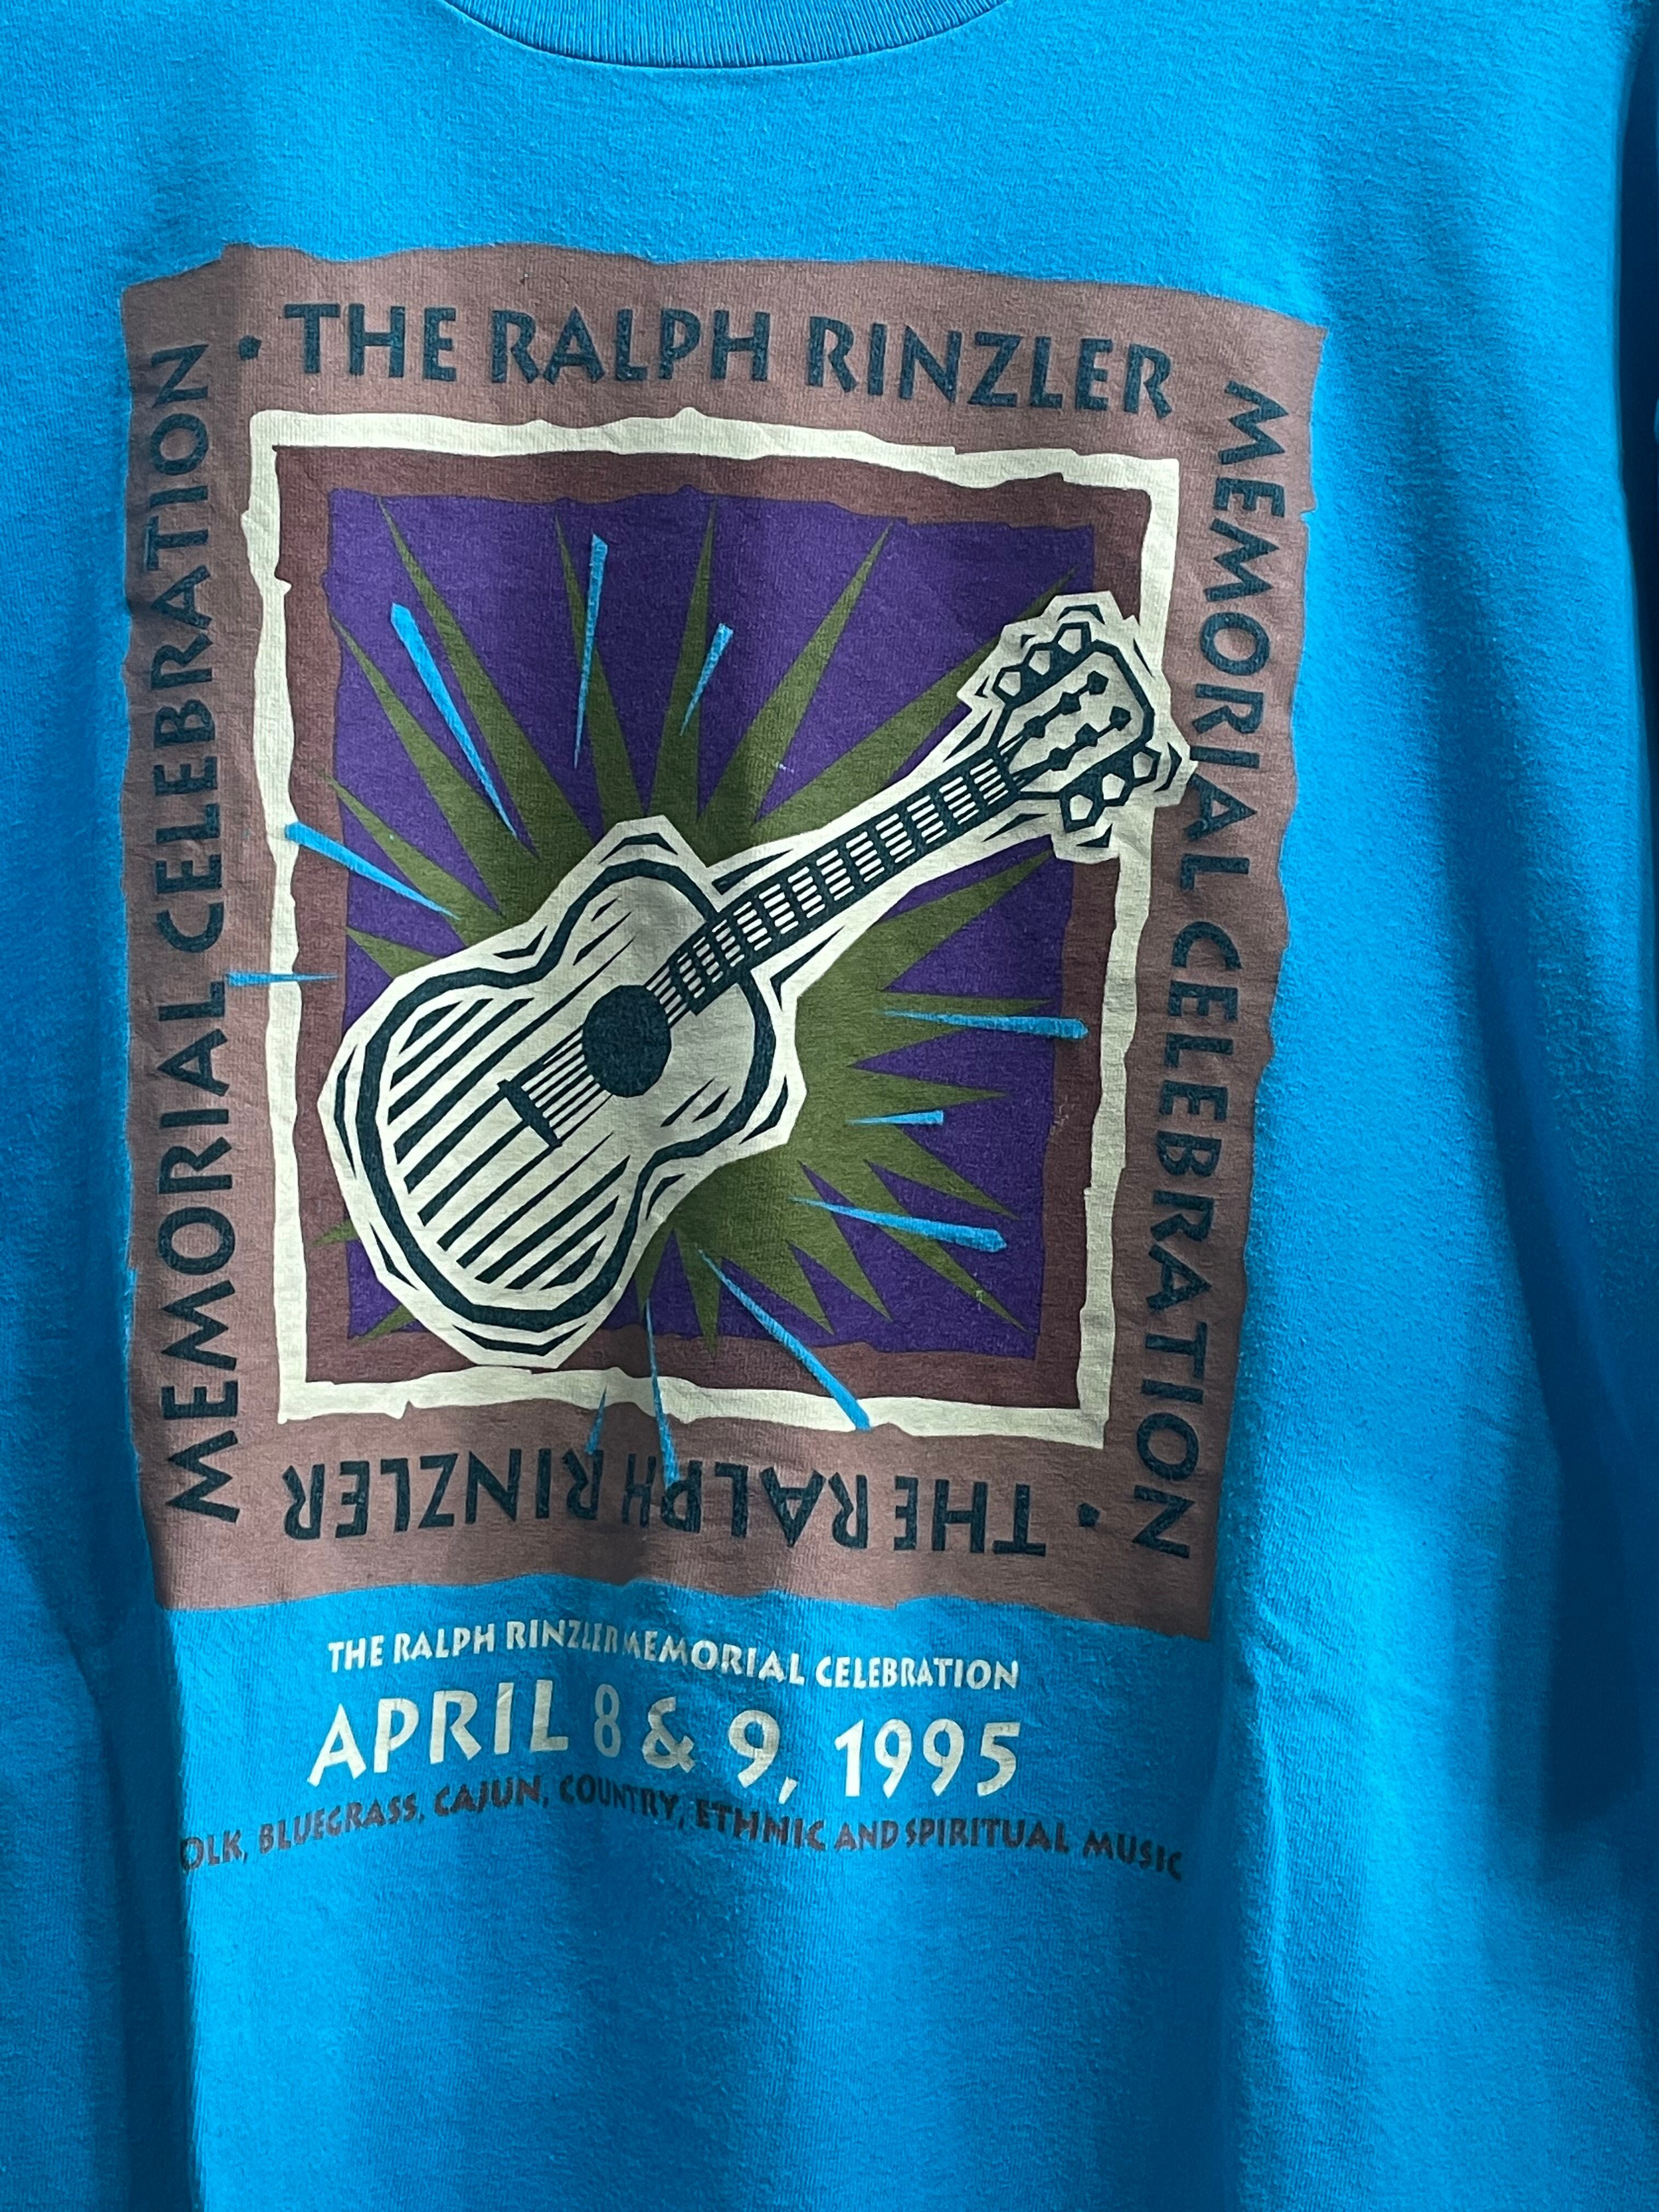 • THE RALPH RINZLER
MEMORIAL CELEBRATION
• THE RALPH RINZLER
MEMORIAL CELEBRATION
THE RALPH RINZLER MEMORIAL CELEBRATION
APRIL 8 & 9, 1995
OLK, BLUEGRASS, CAJUN, COUNTRY, ETHNIC AND SPIRITUAL MUSIC